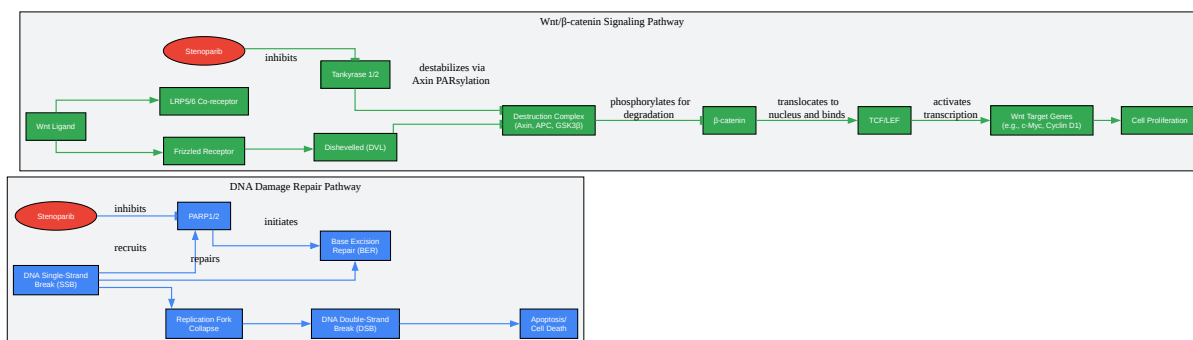 Wnt/β-catenin Signaling Pathway
Stenoparib
inhibits
Tankyrase 1/2
destabilizes via
Axin PARsylation
LRP5/6 Co-receptor
Wnt Ligand
Frizzled Receptor
Dishevelled (DVL)
Destruction Complex
(Axin, APC, GSK3β)
phosphorylates for
degradation
β-catenin
translocates to
nucleus and binds
TCF/LEF
activates
transcription
Wnt Target Genes
(e.g., c-Myc, Cyclin D1)
Cell Proliferation
DNA Damage Repair Pathway
Stenoparib
inhibits
PARP1/2
initiates
Base Excision
Repair (BER)
recruits
repairs
DNA Single-Strand
Break (SSB)
Replication Fork
Collapse
DNA Double-Strand
Break (DSB)
Apoptosis/
Cell Death